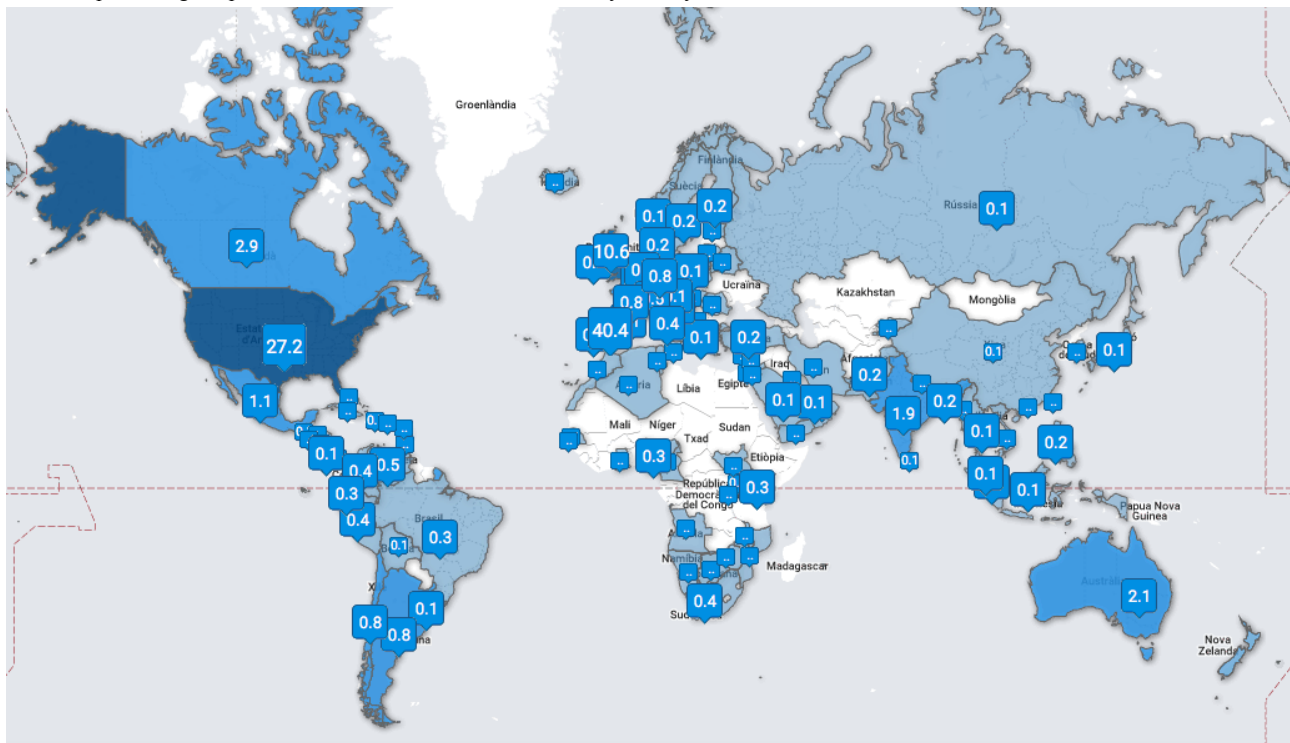 Groenlàndia
Finlàndia
Suècia
Rússia
0.1
0.1
0.2
0.2
2.9
10.6
0.2
0.8
0.1
Ucraïna
Kazakhstan
Mongòlia
27.2
0.8
40.4
0.4
0.1
0.2
0.1
0.1
Iraq
0.2
1.1
Líbia
Egipte
0.1
0.1
1.9
0.2
Mali
Níger
Txad
Sudan
0.1
0.2
0.1
0.4
0.5
0.3
Etiòpia
0.1
0.1
0.3
República
Democràtica
del Congo
0.3
0.1
Papua Nova
Guinea
0.4
Brasil
0.3
0.1
Namíbia
Madagascar
0.4
Austràlia
2.1
0.1
0.8
0.8
Nova
Zelanda